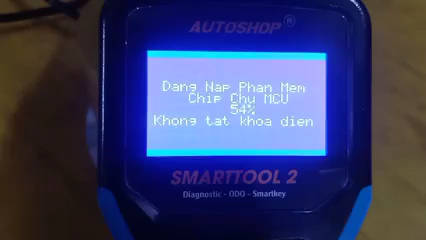 AUTOSHOP®
Dang Nap Phan Mem
Chip Chu MCU
54%
Khong tat khoa dien
SMARTTOOL 2
Diagnostic - ODO - Smartkey